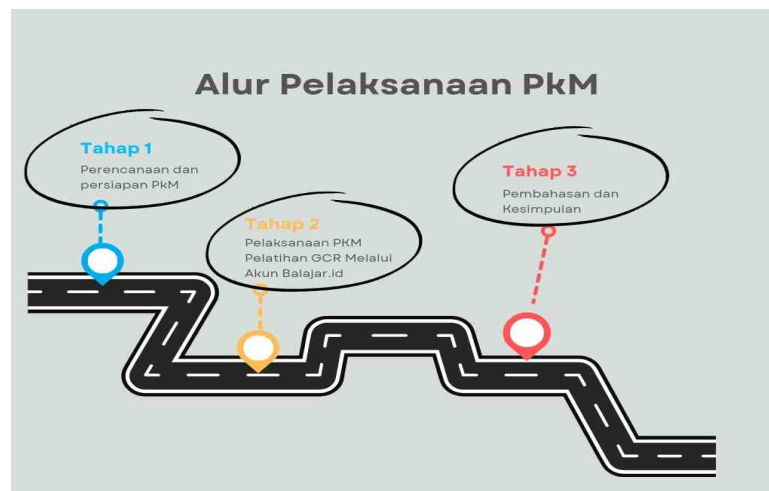 Alur Pelaksanaan PkM
Tahap 1
Perencanaan dan
persiapan PkM
Tahap 2
Pelaksanaan PKM
Pelatihan GCR Melalui
Akun Balajar.id
Tahap 3
Pembahasan dan
Kesimpulan